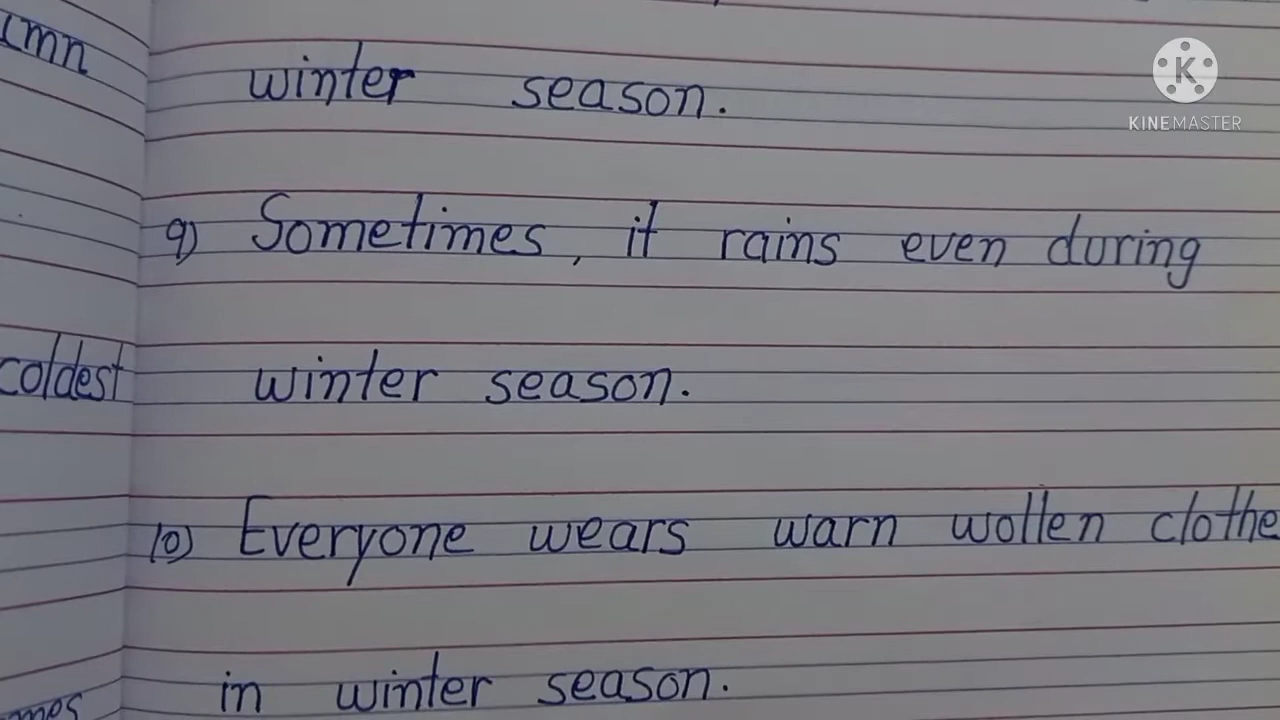 winter season.
KINEMASTER
9) Sometimes, it rains even during
coldest
winter season.
10) Everyone wears warn wollen clothe
in winter season.